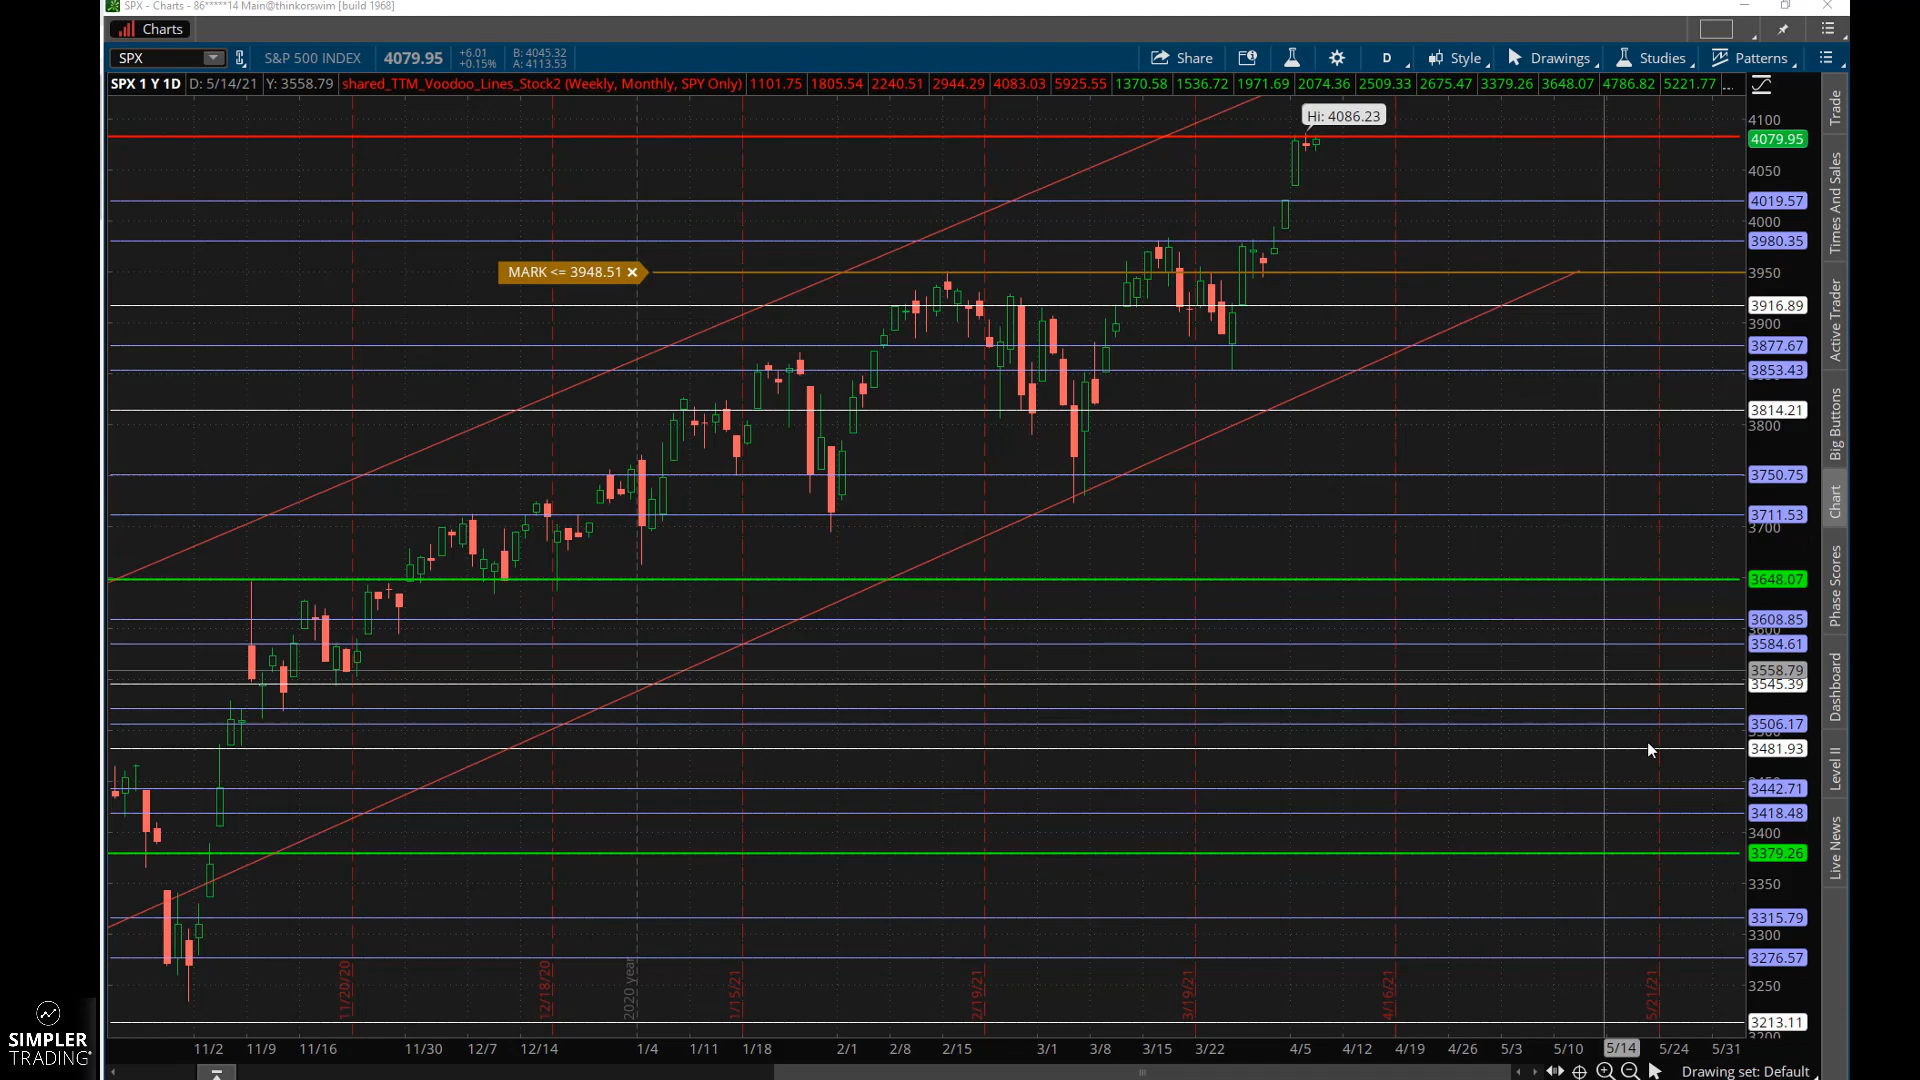 SPX - Charts - 86*****14 Main@thinkorswim [build 1968]
Charts
SPX S&P 500 INDEX 4079.95 +6.01 +0.15% B: 4045.32 A: 4113.53 Share D Style Drawings Studies Patterns
SPX 1 Y 1D D: 5/14/21 Y: 3558.79 shared_TTM_Voodoo_Lines_Stock2 (Weekly, Monthly, SPY Only) 1101.75 1805.54 2240.51 2944.29 4083.03 5925.55 1370.58 1536.72 1971.69 2074.36 2509.33 2675.47 3379.26 3648.07 4786.82 5221.77 ...
Hi: 4086.23
4100
4079.95
4050
4019.57
4000
3980.35
MARK <= 3948.51 ×
3950
3916.89
3900
3877.67
3853.43
3814.21
3800
3750.75
3711.53
3700
3648.07
3608.85
3600
3584.61
3558.79
3545.39
3506.17
3481.93
3442.71
3418.48
3400
3379.26
3350
3315.79
3300
3276.57
3250
3213.11
3200
11/20/20
12/18/20
2020 year
1/15/21
2/19/21
3/19/21
4/16/21
5/21/21
11/2 11/9 11/16 11/30 12/7 12/14 1/4 1/11 1/18 2/1 2/8 2/15 3/1 3/8 3/15 3/22 4/5 4/12 4/19 4/26 5/3 5/10 5/14 5/24 5/31
Drawing set: Default
Trade
Times And Sales
Active Trader
Big Buttons
Chart
Phase Scores
Dashboard
Level II
Live News
SIMPLER
TRADING